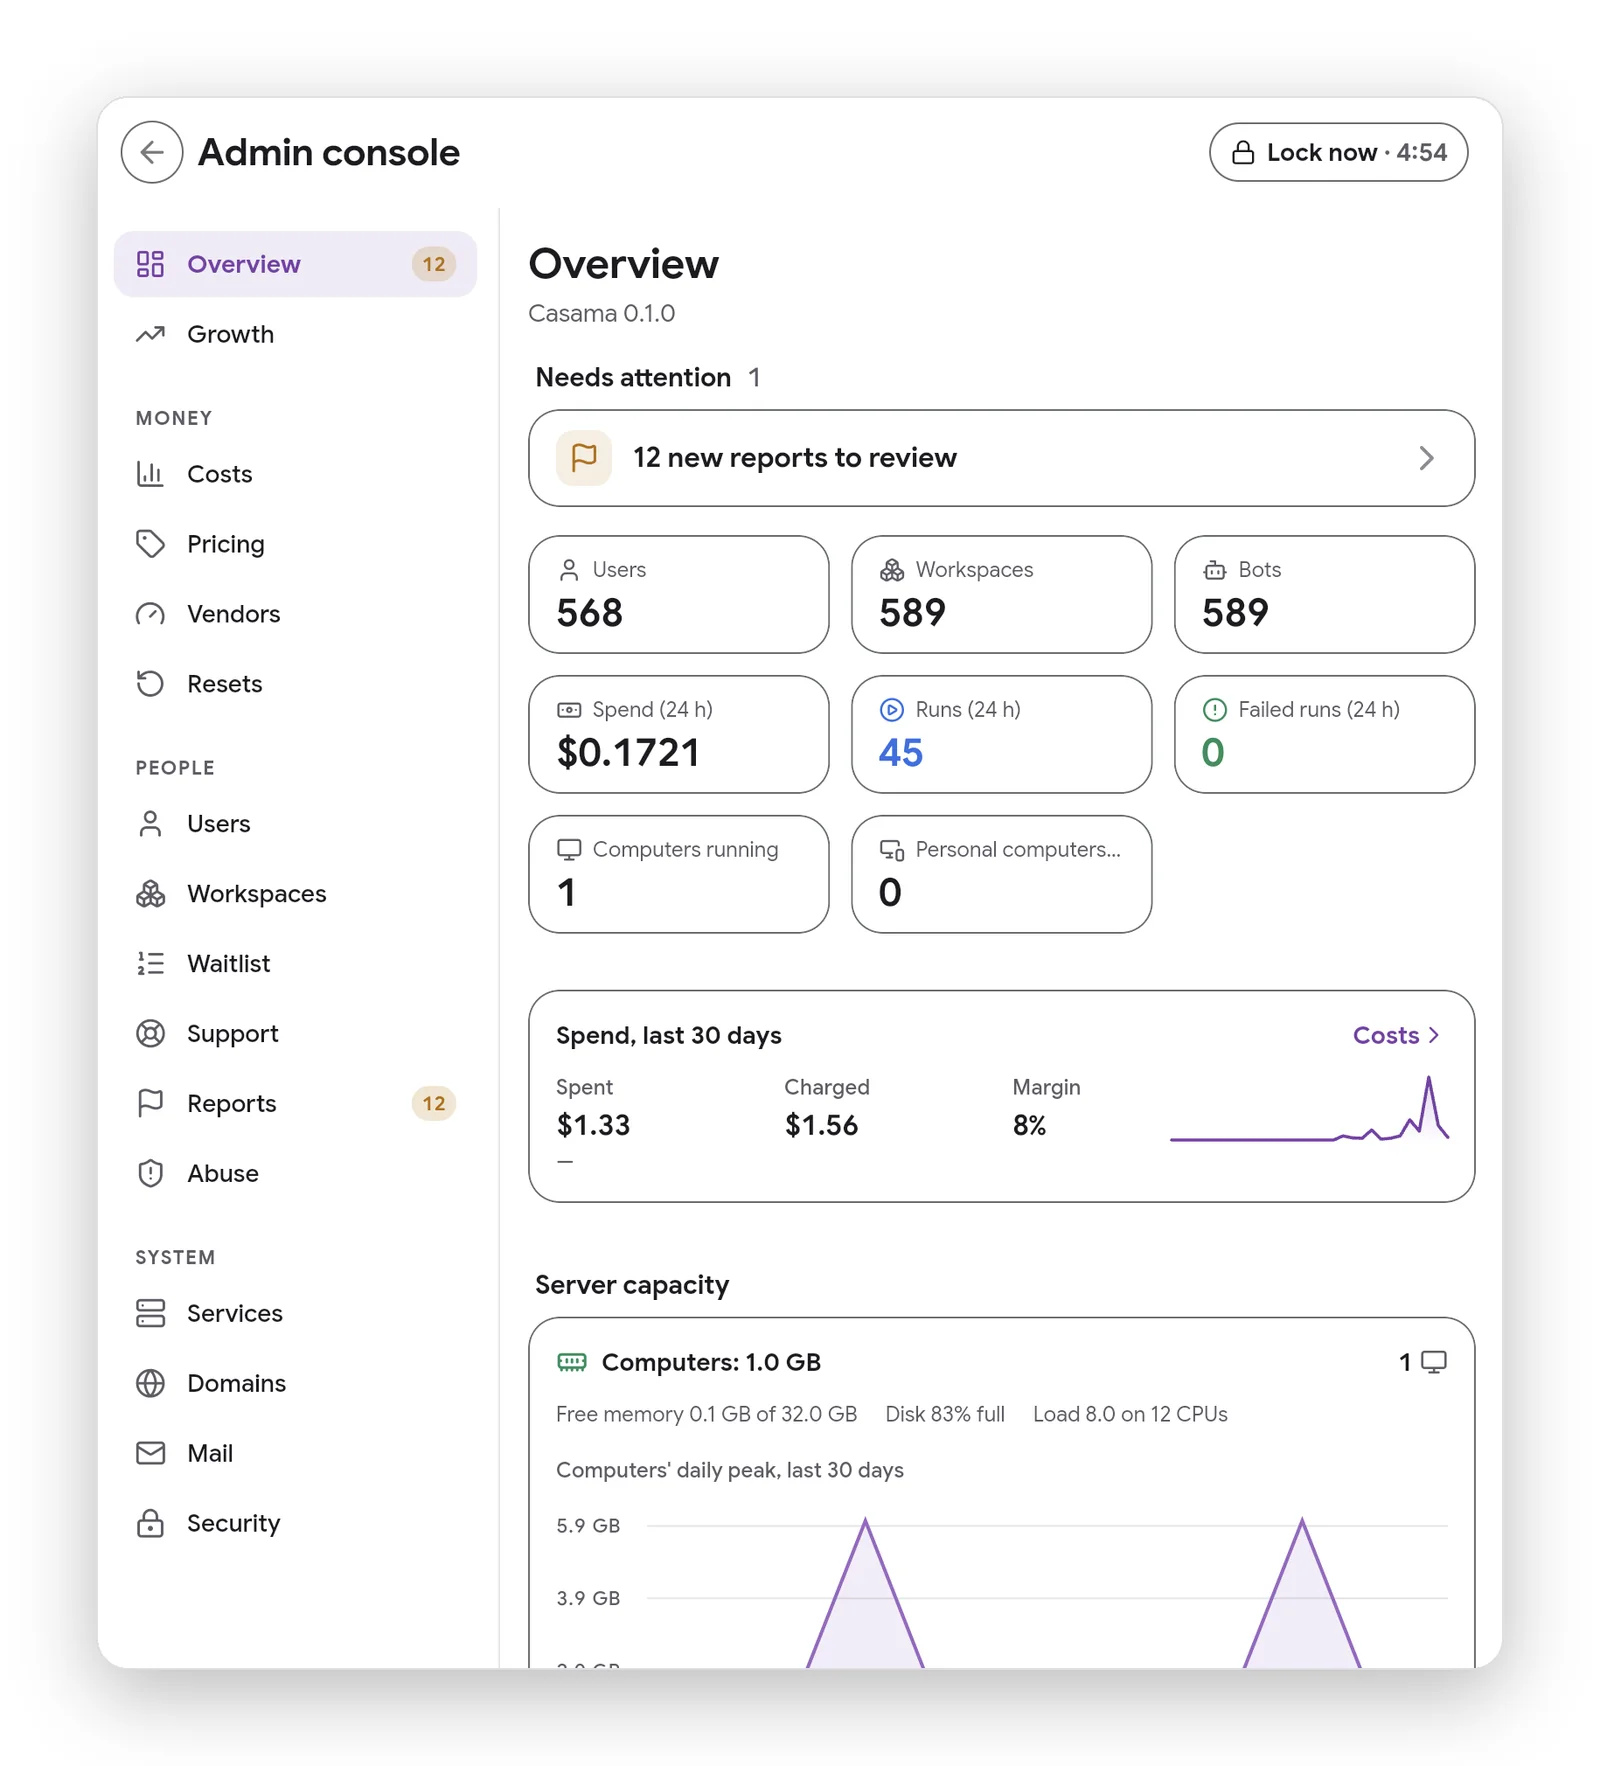 Admin console
Lock now · 4:54
Overview 12
Growth
MONEY
Costs
Pricing
Vendors
Resets
PEOPLE
Users
Workspaces
Waitlist
Support
Reports 12
Abuse
SYSTEM
Services
Domains
Mail
Security
Overview
Casama 0.1.0
Needs attention 1
12 new reports to review
Users
568
Workspaces
589
Bots
589
Spend (24 h)
$0.1721
Runs (24 h)
45
Failed runs (24 h)
0
Computers running
1
Personal computers...
0
Spend, last 30 days
Costs
Spent
$1.33
—
Charged
$1.56
Margin
8%
Server capacity
Computers: 1.0 GB
1
Free memory 0.1 GB of 32.0 GB Disk 83% full Load 8.0 on 12 CPUs
Computers' daily peak, last 30 days
5.9 GB
3.9 GB